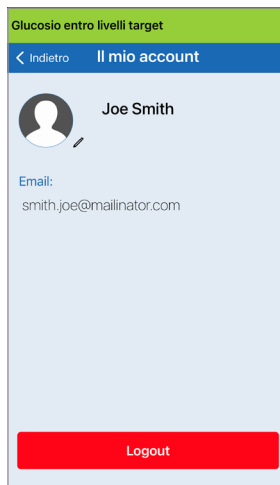 Glucosio entro livelli target
Indietro Il mio account
Joe Smith
Email:
smith.joe@mailinator.com
Logout